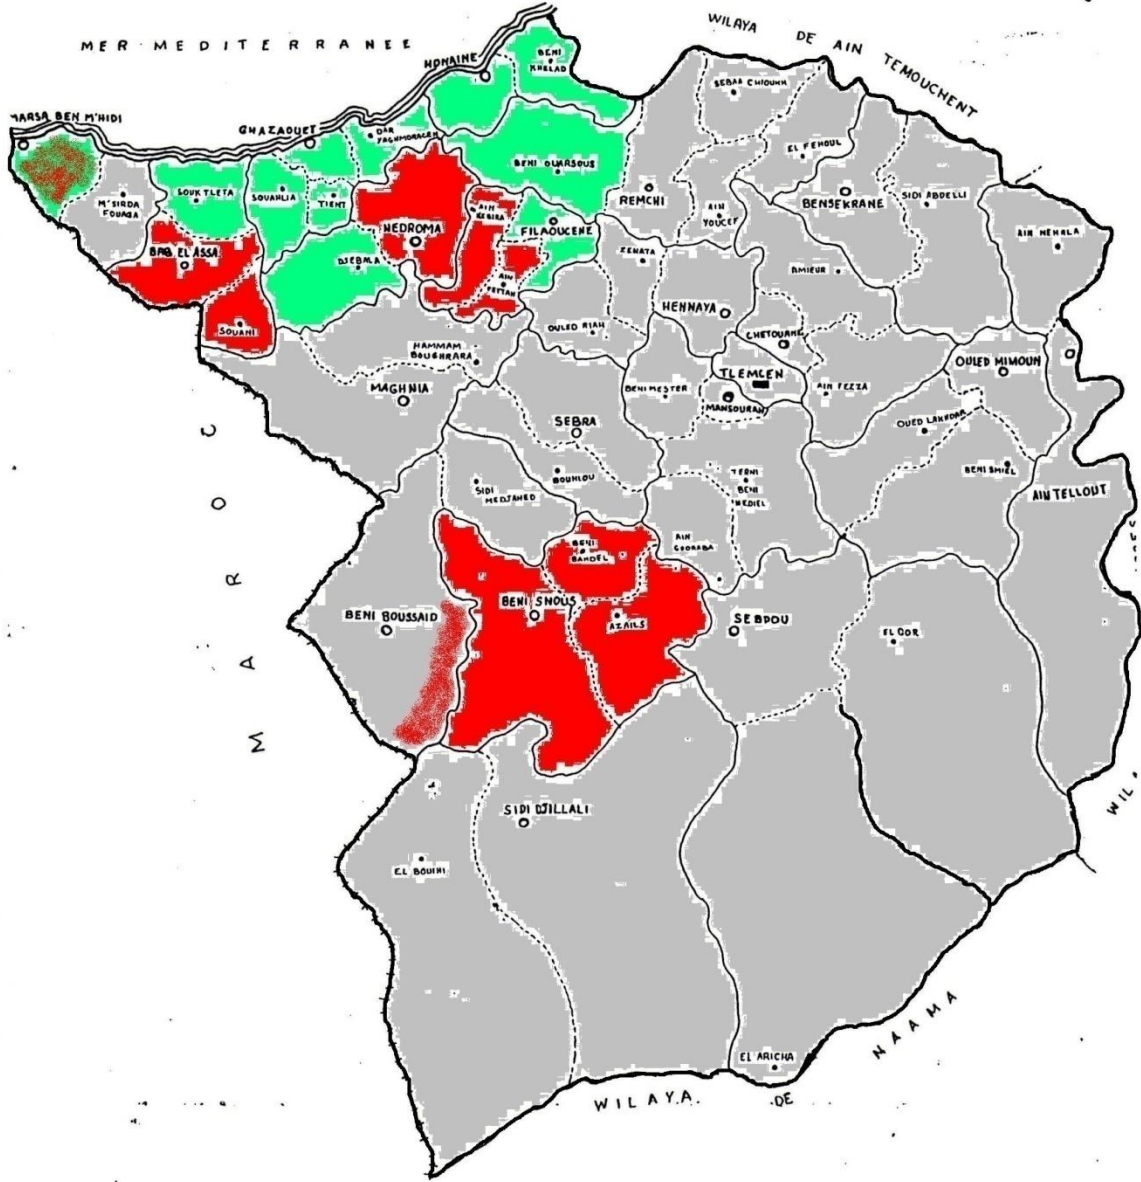 MER MEDITERRANEE
WILAYA DE AIN TEMOUCHENT
HONAINE
BENI
KHELAD
SEBAA CHIOUKH
MARSA BEN M'HIDI
GHAZAOUET
DAR
YAGHMORACEN
BENI OUARSOUS
EL FEHOUL
M'SIRDA
FOUAGA
SOUK TLETA
SOUAHLIA
TIENT
NEDROMA
AIN
KEBIRA
FILAOUCENE
REMCHI
AIN
YOUCEF
BENSEKRANE
SIDI ABDELLI
AIN NEHALA
BAB EL ASSA
DJEBALA
AIN
FETTAH
ZENATA
AMIEUR
SOUANI
OULED RIAH
HENNAYA
CHETOUANE
HAMMAM
BOUGHRARA
MAGHNIA
BENI MESTER
TLEMCEN
MANSOURAH
AIN FEZZA
OULED MIMOUN
SEBRA
OUED LAKHDAR
SIDI
MEDJAHED
BOUHLOU
TERNI
BENI
HEDIEL
BENI SMIEL
AIN TELLOUT
MAROC
BENI
BAHDEL
AIN
GORABA
BENI BOUSSAID
BENI SNOUS
AZAILS
SEBDOU
EL GOR
SIDI DJILLALI
WIL.
EL BOUIHI
EL ARICHA
WILAYA DE NAAMA